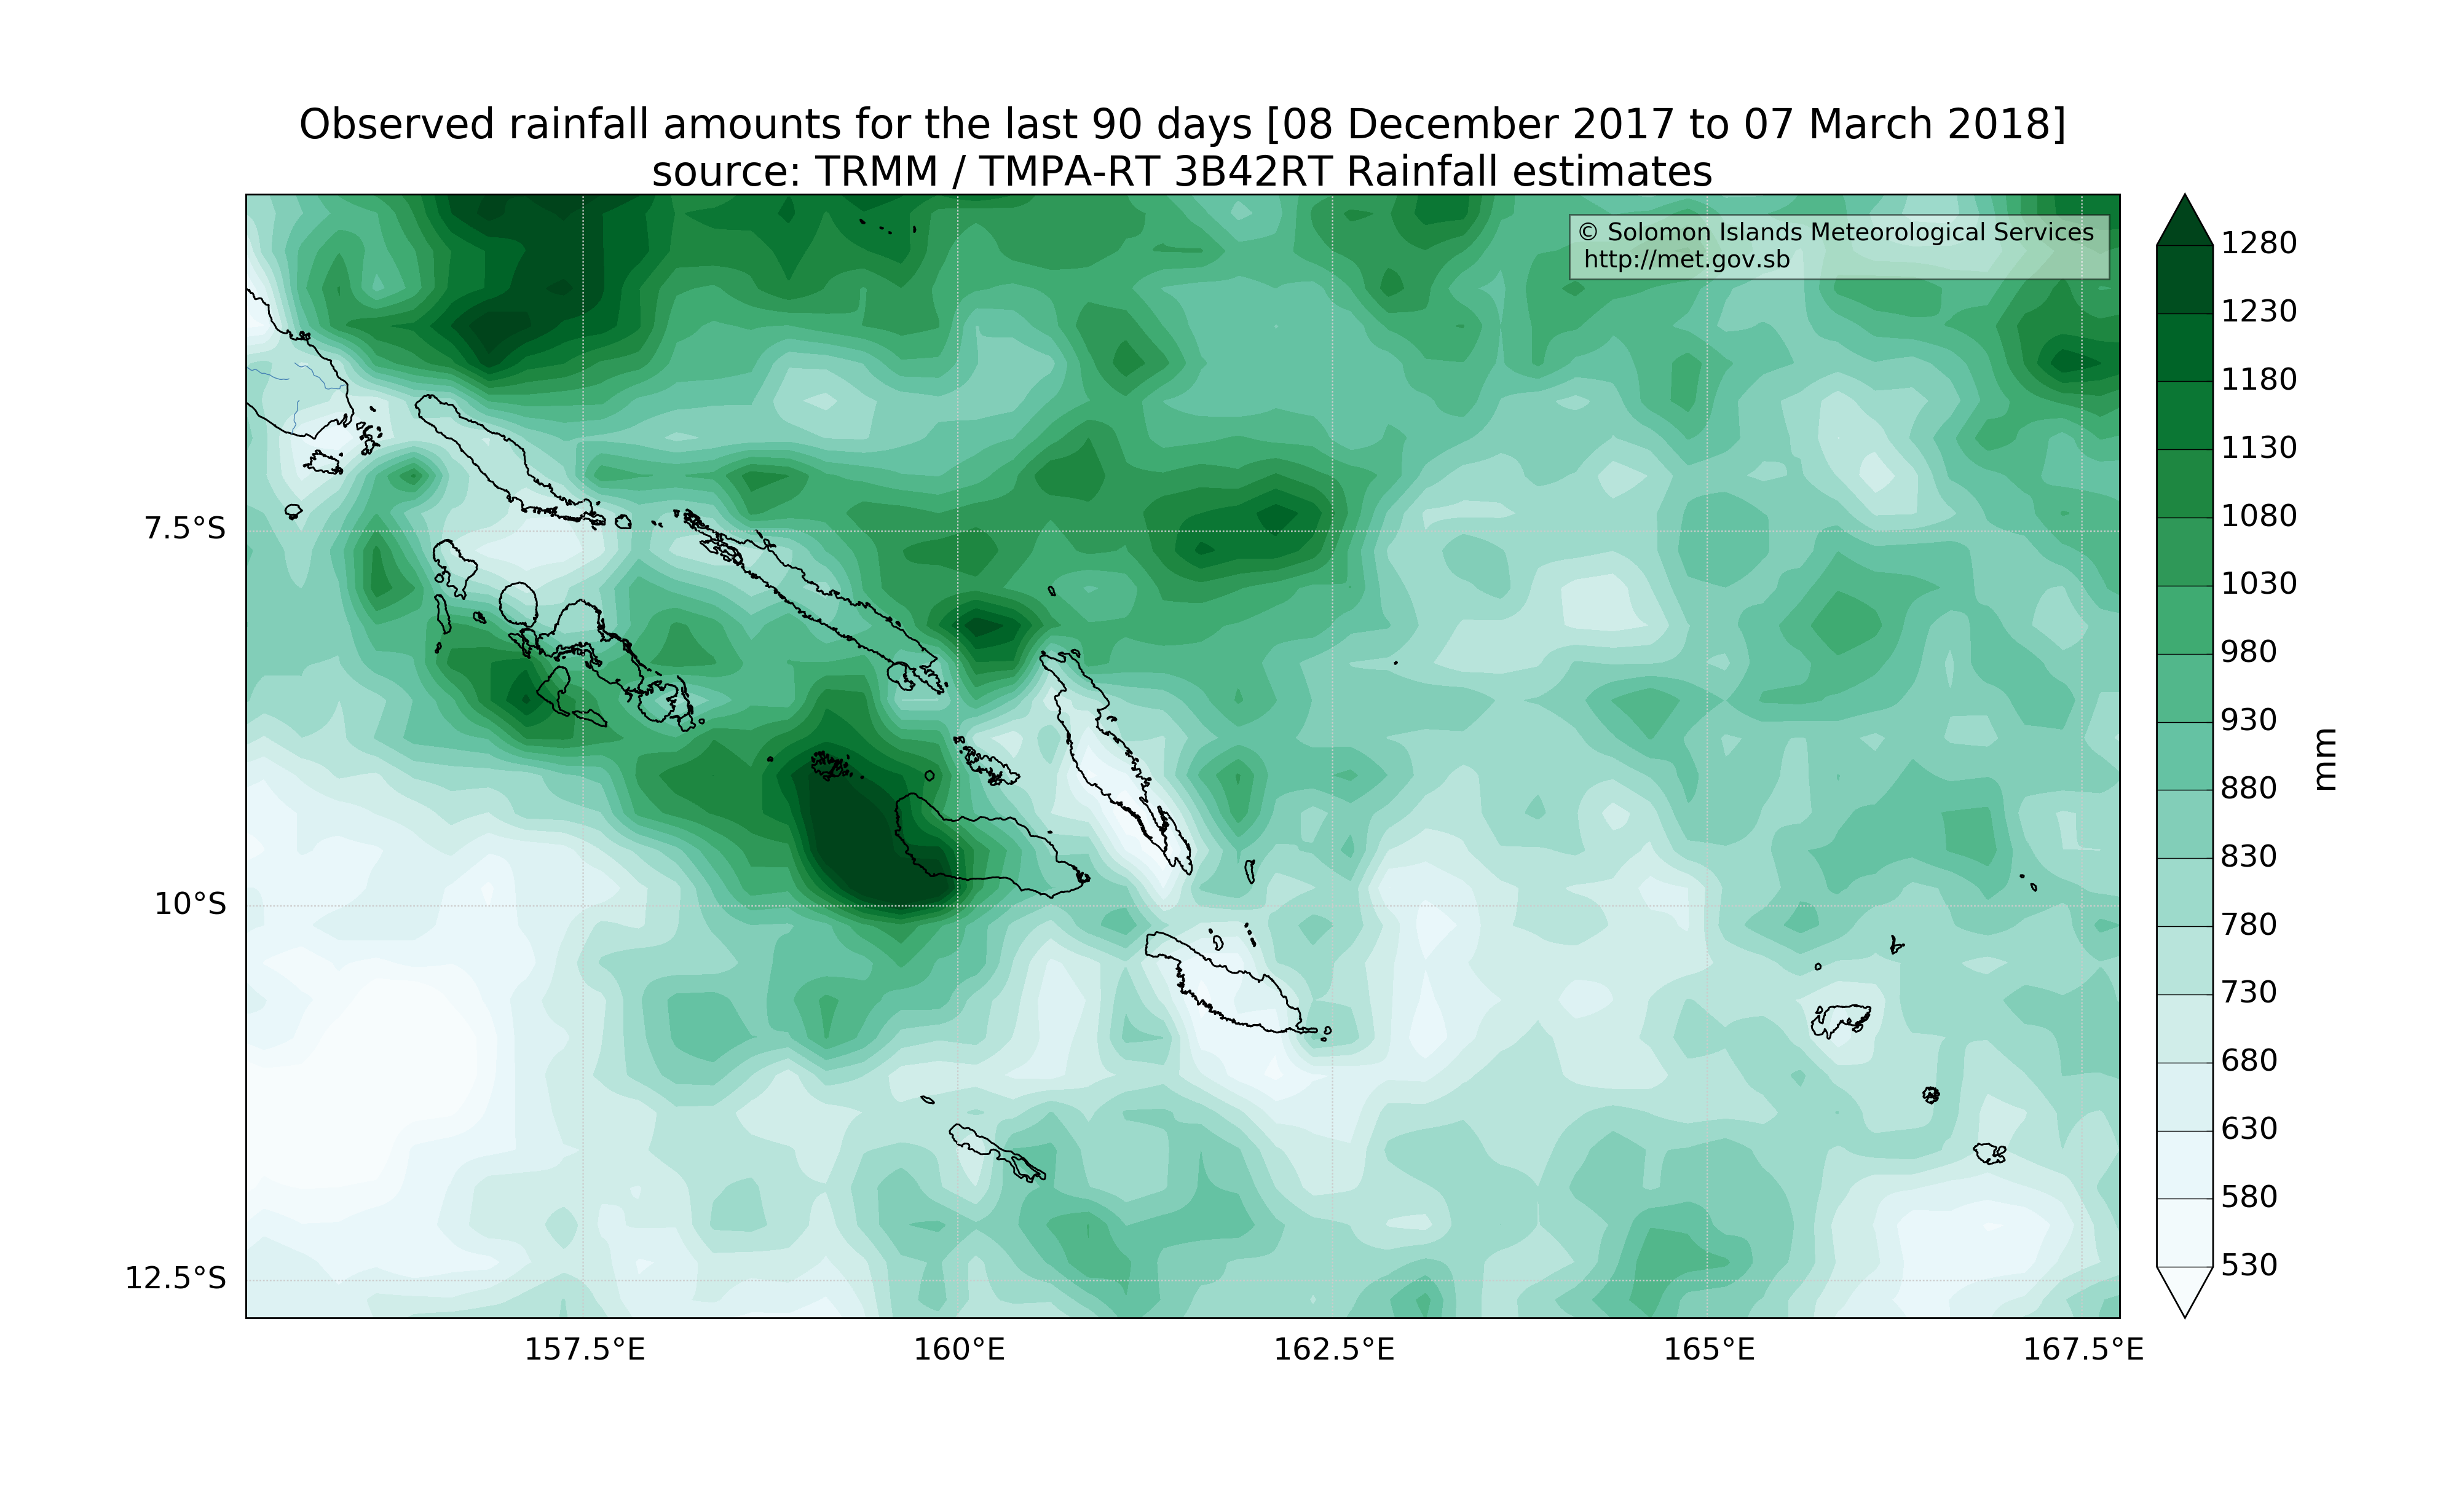 Observed rainfall amounts for the last 90 days [08 December 2017 to 07 March 2018]
source: TRMM / TMPA-RT 3B42RT Rainfall estimates
© Solomon Islands Meteorological Services
http://met.gov.sb
7.5°S
10°S
12.5°S
157.5°E
160°E
162.5°E
165°E
167.5°E
1280
1230
1180
1130
1080
1030
980
930
880
830
780
730
680
630
580
530
mm